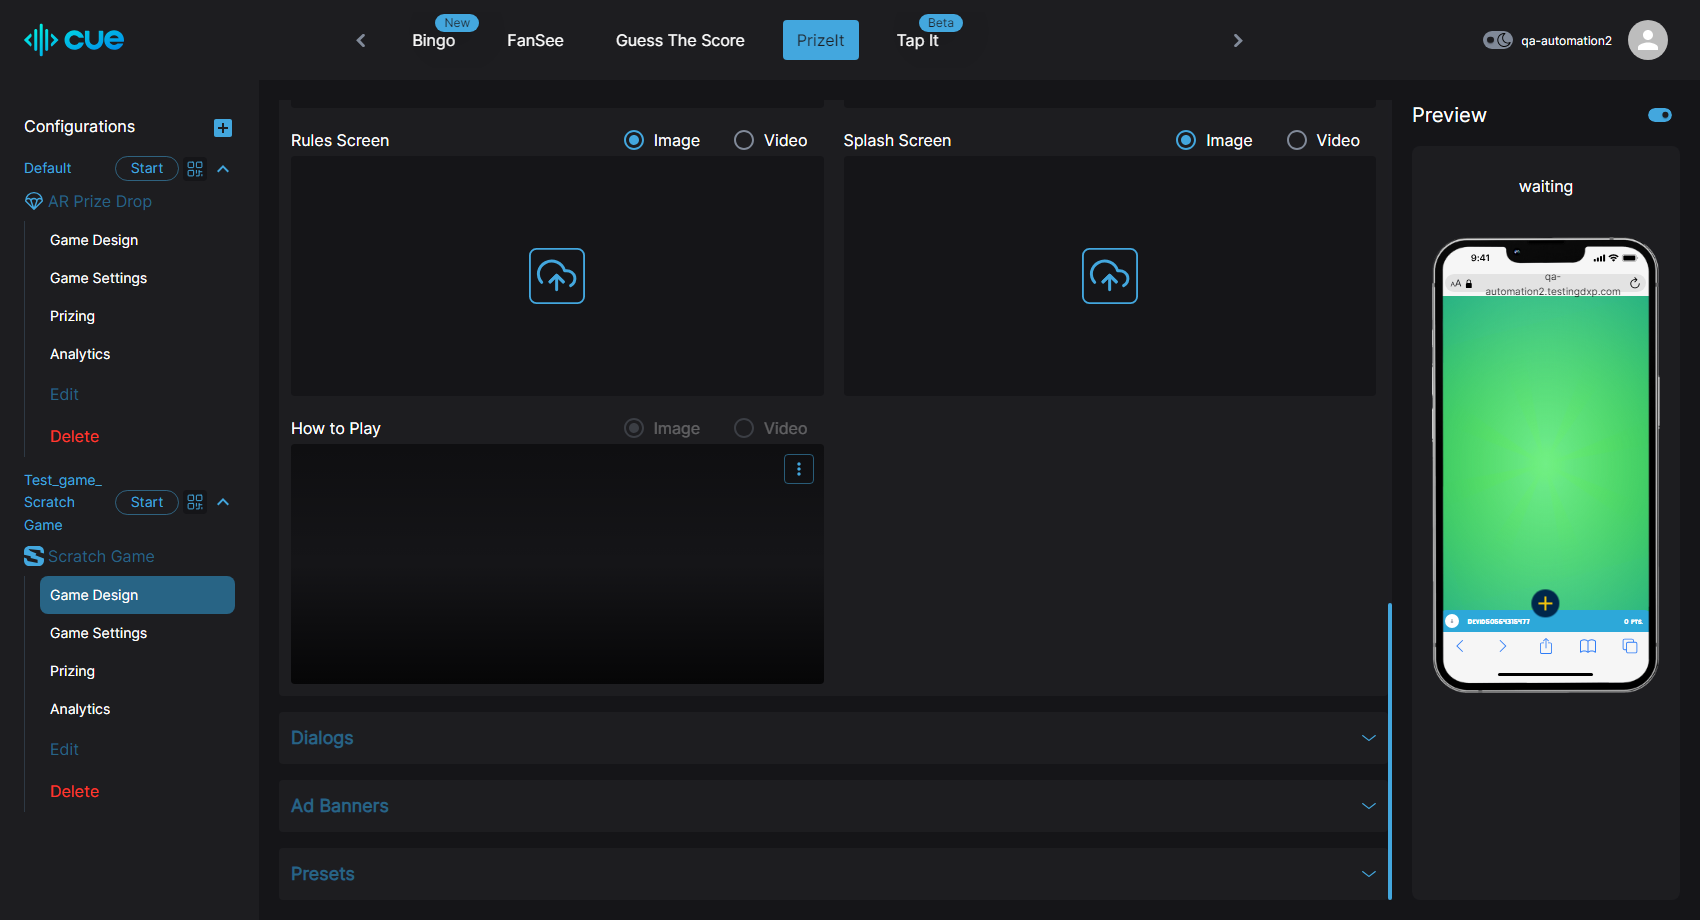 cue
New
Bingo
FanSee
Guess The Score
PrizeIt
Beta
Tap It
qa-automation2
Configurations
Default
Start
AR Prize Drop
Game Design
Game Settings
Prizing
Analytics
Edit
Delete
Test_game_
Scratch
Game
Start
Scratch Game
Game Design
Game Settings
Prizing
Analytics
Edit
Delete
Rules Screen
Image
Video
Splash Screen
Image
Video
How to Play
Image
Video
Dialogs
Ad Banners
Presets
Preview
waiting
9:41
AA
qa-
automation2.testingdxp.com
0 PTS.